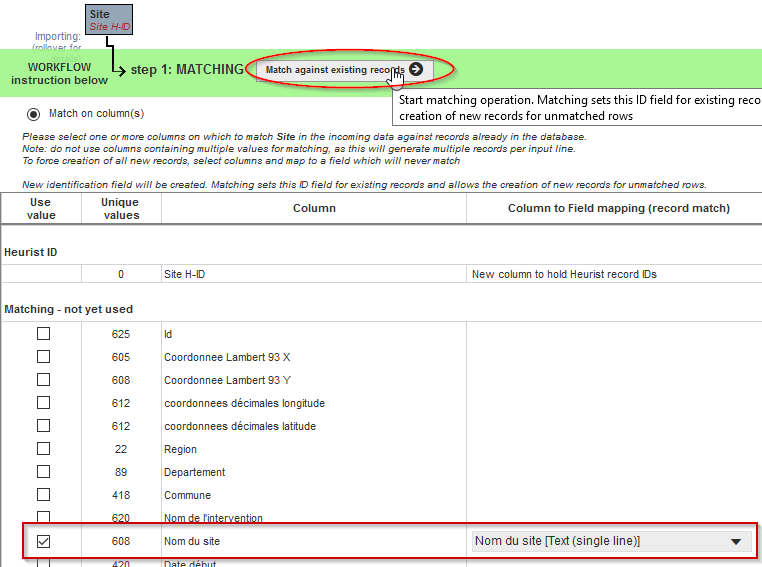 Site
Site H-ID
Importing:
(rollover for
WORKFLOW
instruction below
step 1: MATCHING
Match against existing records
Start matching operation. Matching sets this ID field for existing reco
creation of new records for unmatched rows
Match on column(s)
Please select one or more columns on which to match Site in the incoming data against records already in the database.
Note: do not use columns containing multiple values for matching, as this will generate multiple records per input line.
To force creation of all new records, select columns and map to a field which will never match
New identification field will be created. Matching sets this ID field for existing records and allows the creation of new records for unmatched rows.
Use value Unique values Column Column to Field mapping (record match)
Heurist ID
0 Site H-ID New column to hold Heurist record IDs
Matching - not yet used
625 Id
605 Coordonnee Lambert 93 X
608 Coordonnee Lambert 93 Y
612 coordonnees décimales longitude
612 coordonnees décimales latitude
22 Region
89 Departement
418 Commune
620 Nom de l'intervention
608 Nom du site Nom du site [Text (single line)]
420 Date début